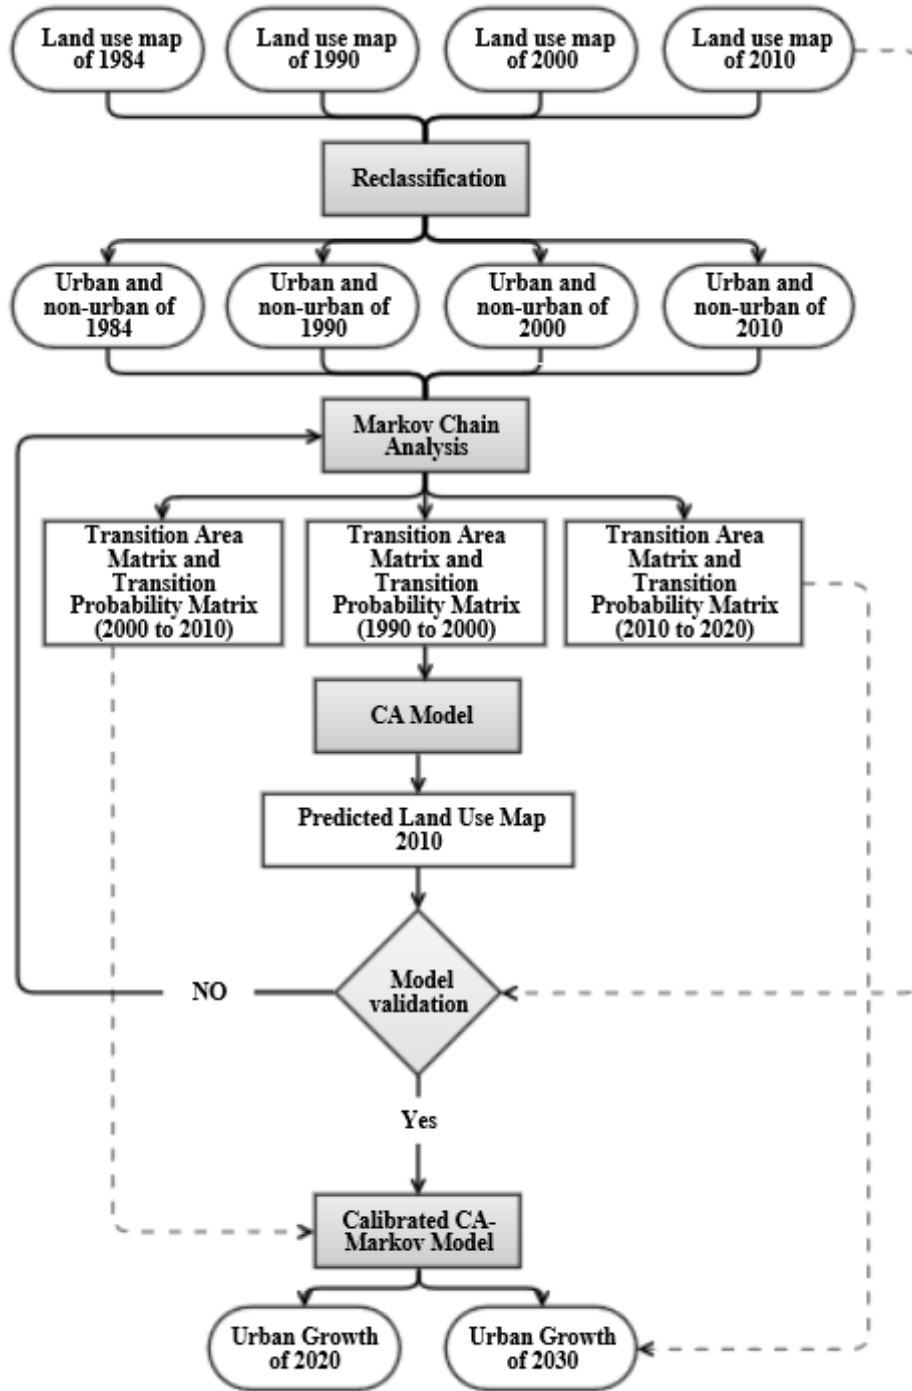 Land use map
of 1984
Land use map
of 1990
Land use map
of 2000
Land use map
of 2010
Reclassification
Urban and
non-urban of
1984
Urban and
non-urban of
1990
Urban and
non-urban of
2000
Urban and
non-urban of
2010
Markov Chain
Analysis
Transition Area
Matrix and
Transition
Probability Matrix
(2000 to 2010)
Transition Area
Matrix and
Transition
Probability Matrix
(1990 to 2000)
Transition Area
Matrix and
Transition
Probability Matrix
(2010 to 2020)
CA Model
Predicted Land Use Map
2010
Model
validation
NO
Yes
Calibrated CA-
Markov Model
Urban Growth
of 2020
Urban Growth
of 2030